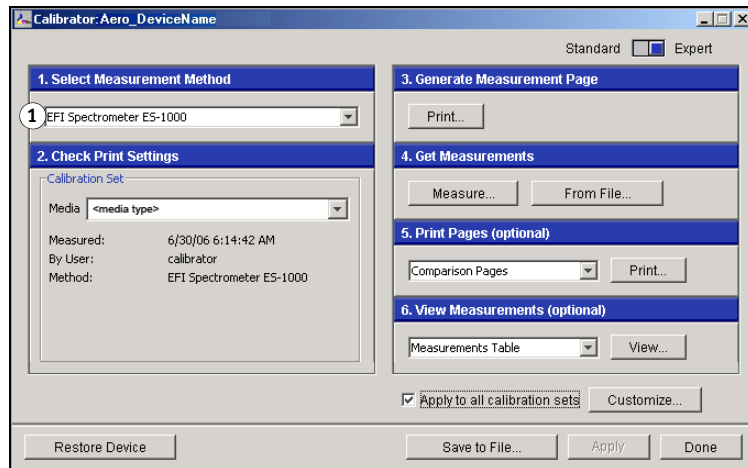 Calibrator:Aero_DeviceName
Standard Expert
1. Select Measurement Method
1
EFI Spectrometer ES-1000
2. Check Print Settings
Calibration Set
Media <media type>
Measured: 6/30/06 6:14:42 AM
By User: calibrator
Method: EFI Spectrometer ES-1000
3. Generate Measurement Page
Print...
4. Get Measurements
Measure... From File...
5. Print Pages (optional)
Comparison Pages Print...
6. View Measurements (optional)
Measurements Table View...
Apply to all calibration sets Customize...
Restore Device Save to File... Apply Done